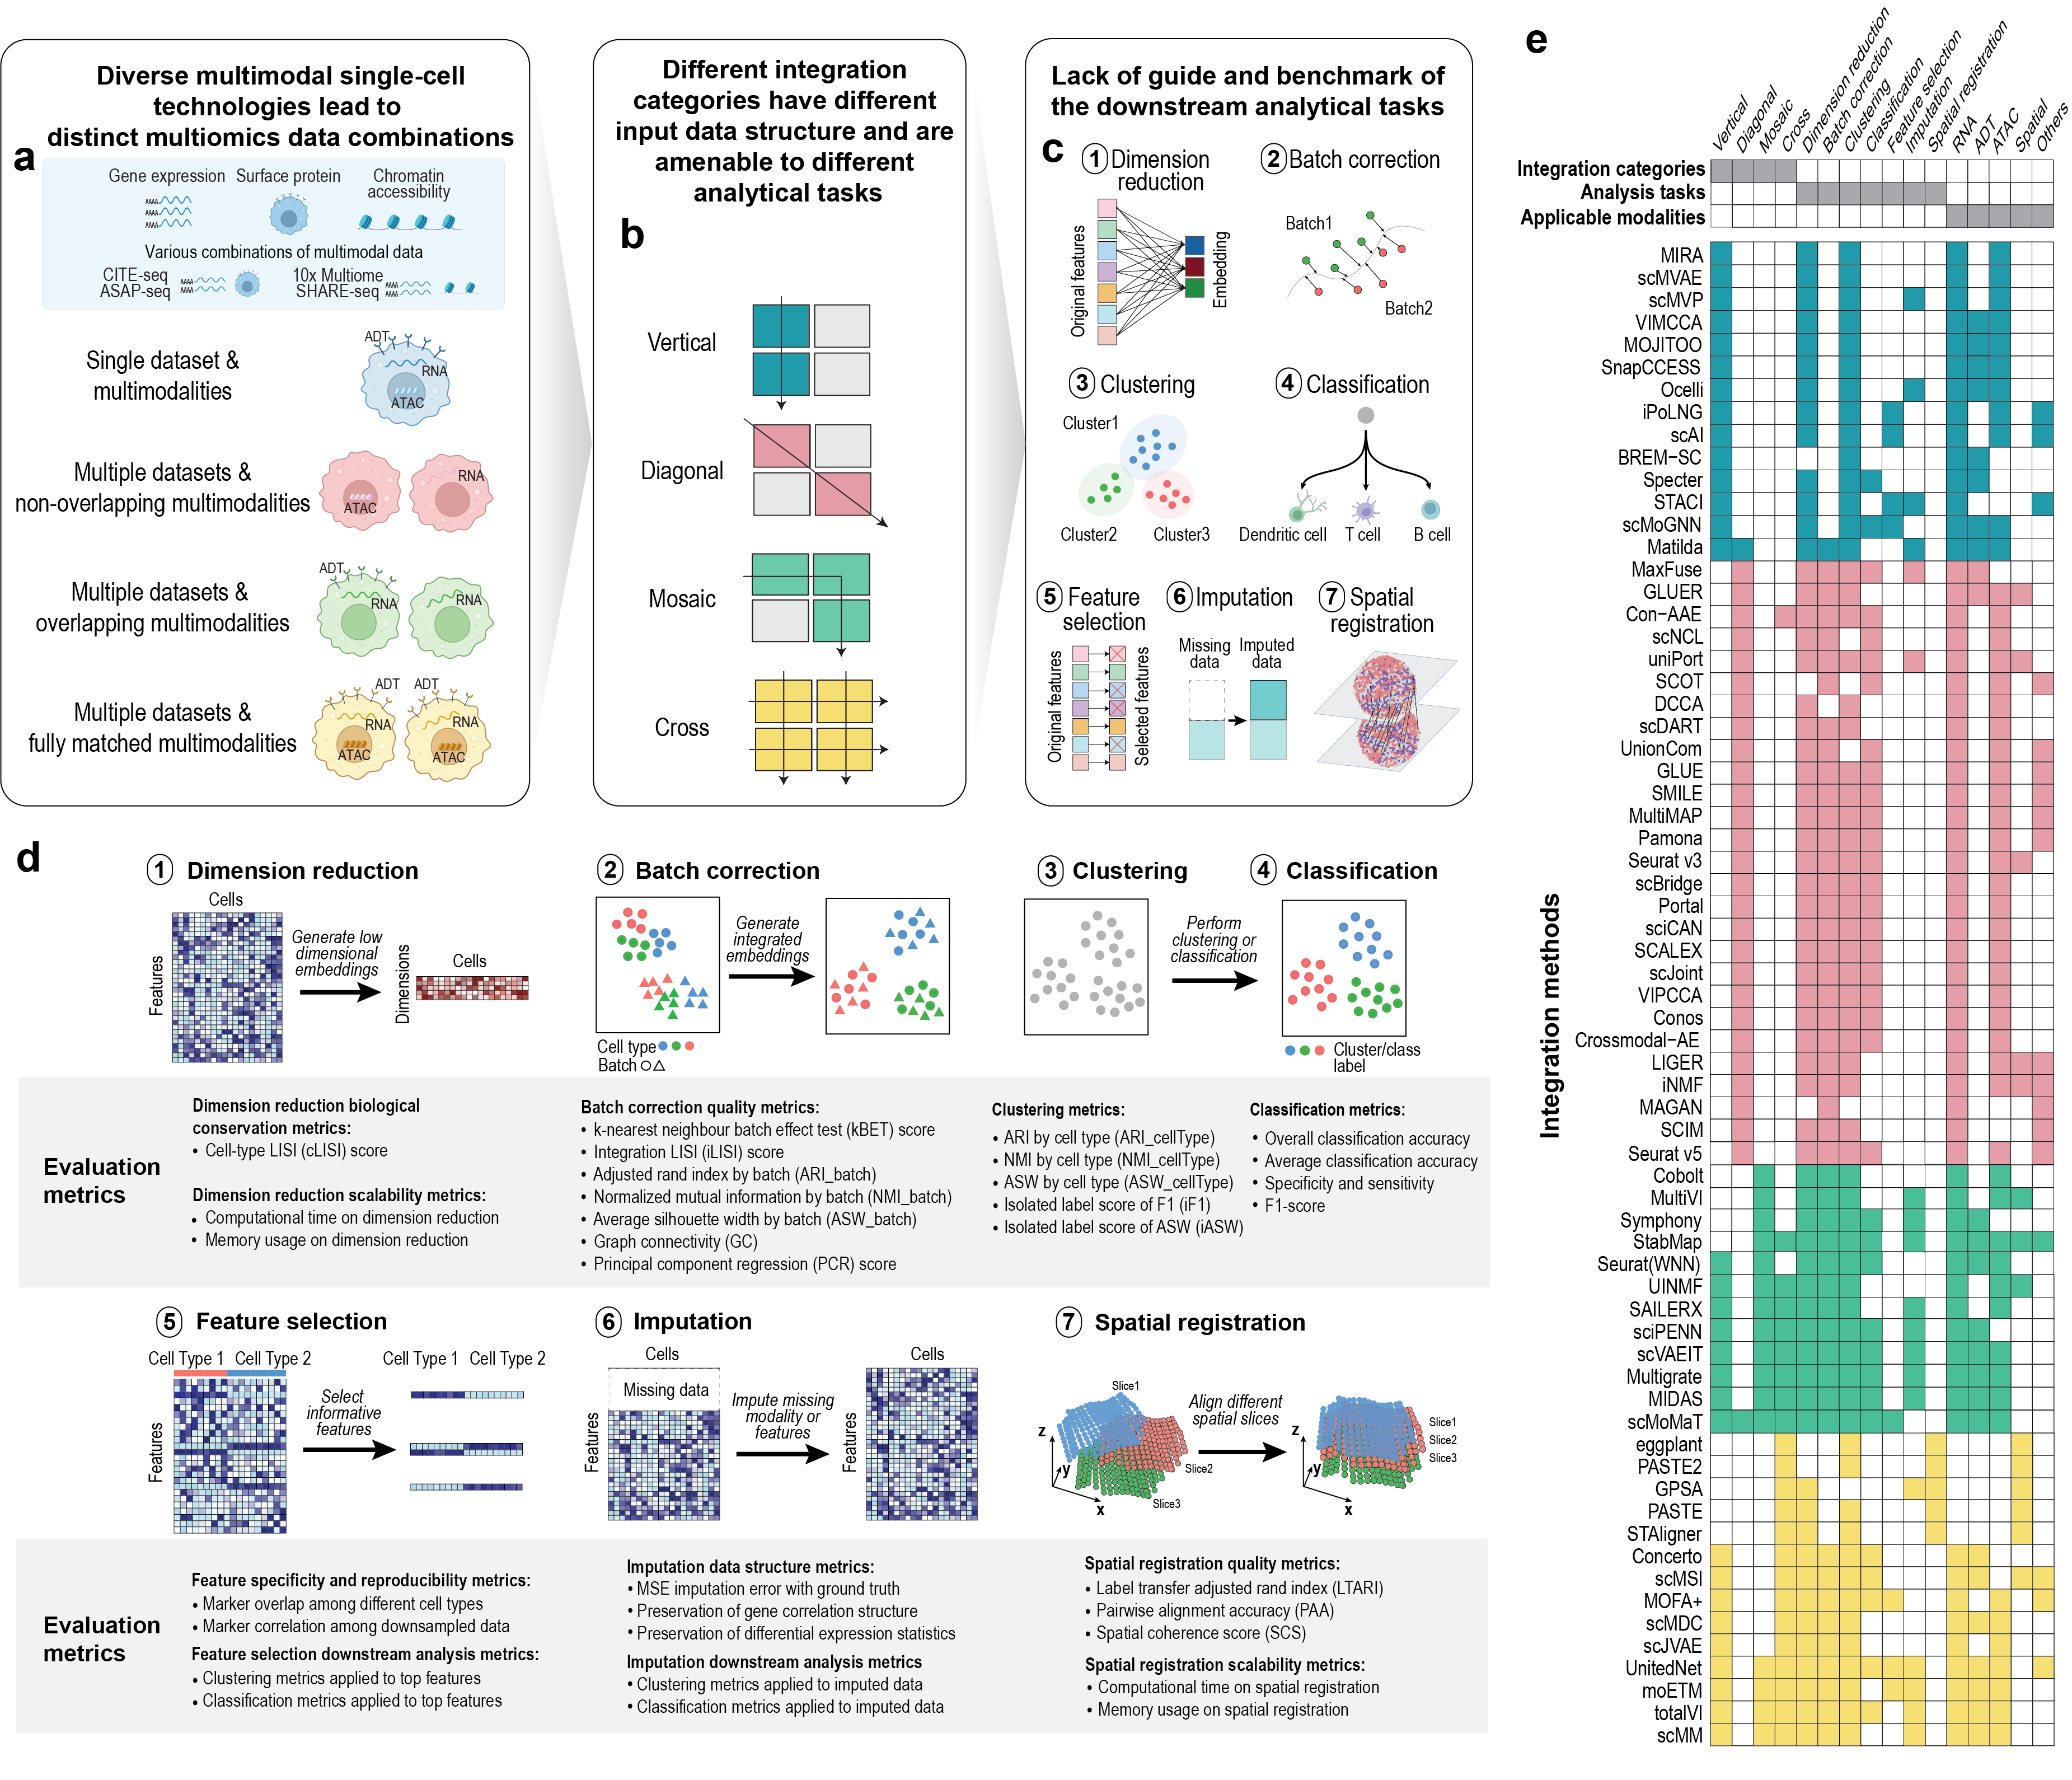 Diverse multimodal single-cell
technologies lead to
distinct multiomics data combinations
a
Gene expression
Surface protein
Chromatin
accessibility
AAAA
AAAA
AAAA
Various combinations of multimodal data
CITE-seq
ASAP-seq
AAAA
AAAA
10x Multiome
SHARE-seq
AAAA
AAAA
Single dataset &
multimodalities
ADT
RNA
ATAC
Multiple datasets &
non-overlapping multimodalities
ATAC
RNA
Multiple datasets &
overlapping multimodalities
ADT
RNA
RNA
Multiple datasets &
fully matched multimodalities
ADT
ADT
RNA
RNA
ATAC
ATAC
Different integration
categories have different
input data structure and are
amenable to different
analytical tasks
b
Vertical
Diagonal
Mosaic
Cross
Lack of guide and benchmark of
the downstream analytical tasks
c
1 Dimension
reduction
Original features
Embedding
2 Batch correction
Batch1
Batch2
3 Clustering
Cluster1
Cluster2
Cluster3
4 Classification
Dendritic cell
T cell
B cell
5 Feature
selection
Original features
Selected features
6 Imputation
Missing
data
Imputed
data
7 Spatial
registration
d
1 Dimension reduction
Cells
Features
Generate low
dimensional
embeddings
Cells
Dimensions
2 Batch correction
Generate
integrated
embeddings
Cell type
Batch
3 Clustering
Perform
clustering or
classification
4 Classification
Cluster/class
label
Evaluation
metrics
Dimension reduction biological
conservation metrics:
• Cell-type LISI (cLISI) score
Dimension reduction scalability metrics:
• Computational time on dimension reduction
• Memory usage on dimension reduction
Batch correction quality metrics:
• k-nearest neighbour batch effect test (kBET) score
• Integration LISI (iLISI) score
• Adjusted rand index by batch (ARI_batch)
• Normalized mutual information by batch (NMI_batch)
• Average silhouette width by batch (ASW_batch)
• Graph connectivity (GC)
• Principal component regression (PCR) score
Clustering metrics:
• ARI by cell type (ARI_cellType)
• NMI by cell type (NMI_cellType)
• ASW by cell type (ASW_cellType)
• Isolated label score of F1 (iF1)
• Isolated label score of ASW (iASW)
Classification metrics:
• Overall classification accuracy
• Average classification accuracy
• Specificity and sensitivity
• F1-score
5 Feature selection
Cell Type 1
Cell Type 2
Features
Select
informative
features
Cell Type 1
Cell Type 2
6 Imputation
Cells
Missing data
Features
Impute missing
modality or
features
Cells
Features
7 Spatial registration
Slice1
Slice2
Slice3
z
y
x
Align different
spatial slices
Slice1
Slice2
Slice3
z
y
x
Evaluation
metrics
Feature specificity and reproducibility metrics:
• Marker overlap among different cell types
• Marker correlation among downsampled data
Feature selection downstream analysis metrics:
• Clustering metrics applied to top features
• Classification metrics applied to top features
Imputation data structure metrics:
• MSE imputation error with ground truth
• Preservation of gene correlation structure
• Preservation of differential expression statistics
Imputation downstream analysis metrics
• Clustering metrics applied to imputed data
• Classification metrics applied to imputed data
Spatial registration quality metrics:
• Label transfer adjusted rand index (LTARI)
• Pairwise alignment accuracy (PAA)
• Spatial coherence score (SCS)
Spatial registration scalability metrics:
• Computational time on spatial registration
• Memory usage on spatial registration
e
Vertical
Diagonal
Mosaic
Cross
Dimension reduction
Batch correction
Clustering
Classification
Feature selection
Imputation
Spatial registration
RNA
ADT
ATAC
Spatial
Others
Integration categories
Analysis tasks
Applicable modalities
Integration methods
MIRA
scMVAE
scMVP
VIMCCA
MOJITOO
SnapCCESS
Ocelli
iPoLNG
scAI
BREM−SC
Specter
STACI
scMoGNN
Matilda
MaxFuse
GLUER
Con−AAE
scNCL
uniPort
SCOT
DCCA
scDART
UnionCom
GLUE
SMILE
MultiMAP
Pamona
Seurat v3
scBridge
Portal
sciCAN
SCALEX
scJoint
VIPCCA
Conos
Crossmodal−AE
LIGER
iNMF
MAGAN
SCIM
Seurat v5
Cobolt
MultiVI
Symphony
StabMap
Seurat(WNN)
UINMF
SAILERX
sciPENN
scVAEIT
Multigrate
MIDAS
scMoMaT
eggplant
PASTE2
GPSA
PASTE
STAligner
Concerto
scMSI
MOFA+
scMDC
scJVAE
UnitedNet
moETM
totalVI
scMM